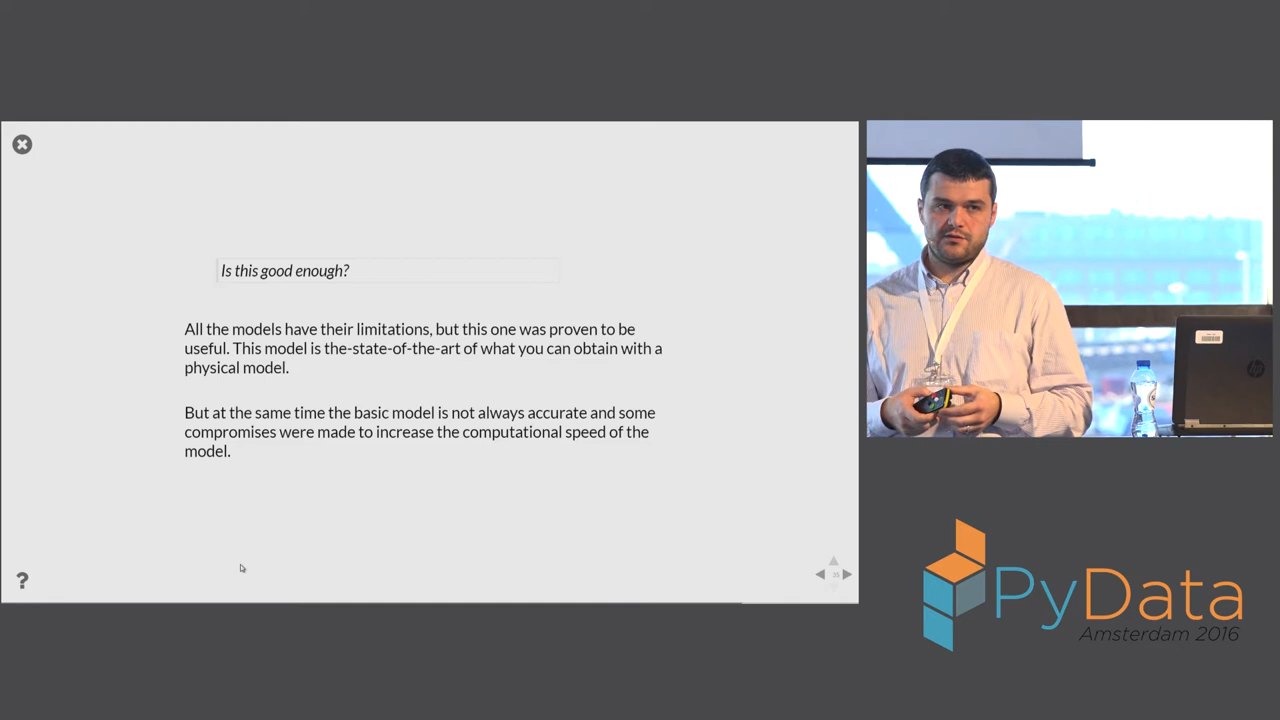 Is this good enough?
All the models have their limitations, but this one was proven to be
useful. This model is the-state-of-the-art of what you can obtain with a
physical model.
But at the same time the basic model is not always accurate and some
compromises were made to increase the computational speed of the
model.
?
35
PyData
Amsterdam 2016
hp